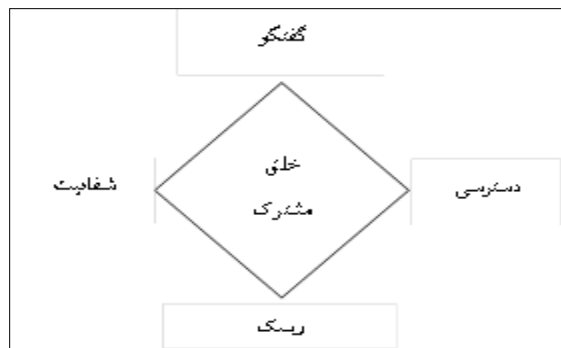 گفتگو
خلق
مشترک
دسترسی
شفافیت
ریسک